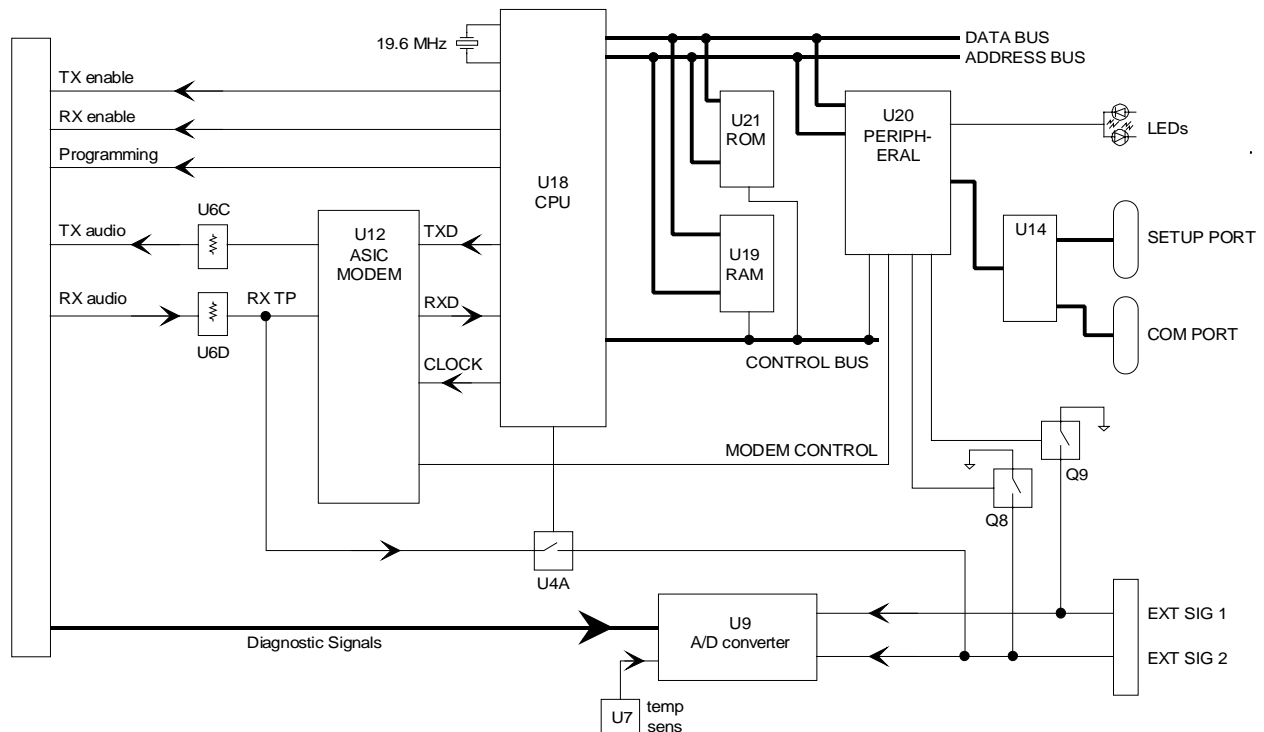 19.6 MHz
DATA BUS
ADDRESS BUS
TX enable
RX enable
Programming
U21
ROM
U20
PERIPH-
ERAL
LEDs
U18
CPU
U6C
TX audio
U12
ASIC
MODEM
TXD
U19
RAM
U14
SETUP PORT
RX audio
RX TP
RXD
U6D
COM PORT
CLOCK
CONTROL BUS
MODEM CONTROL
Q9
Q8
U4A
U9
A/D converter
EXT SIG 1
Diagnostic Signals
EXT SIG 2
U7
temp
sens